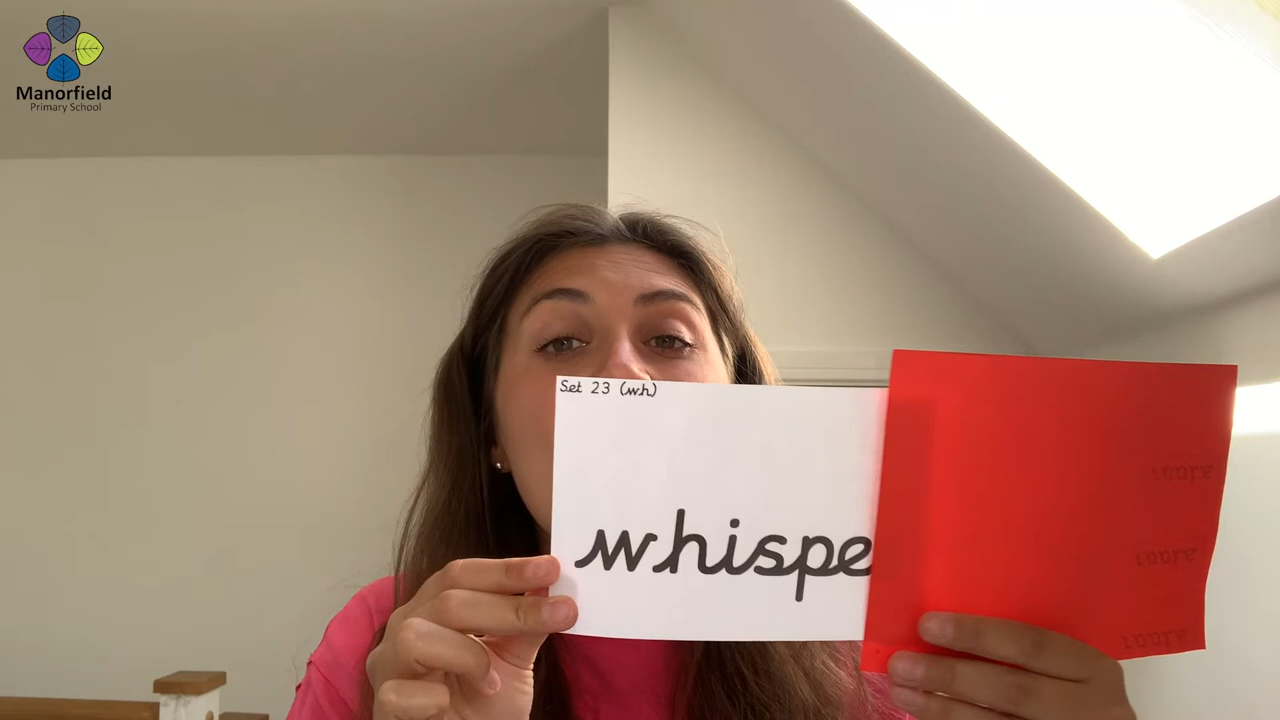 Manorfield
Primary School
Set 23 (wh)
whispe